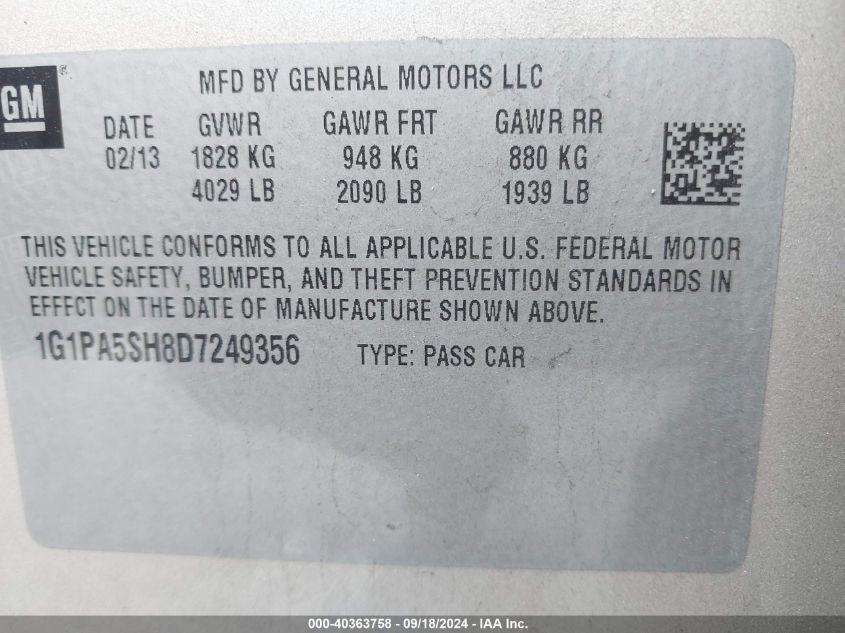 MFD BY GENERAL MOTORS LLC
GM®
DATE GVWR GAWR FRT GAWR RR
02/13 1828 KG 948 KG 880 KG
4029 LB 2090 LB 1939 LB
THIS VEHICLE CONFORMS TO ALL APPLICABLE U.S. FEDERAL MOTOR
VEHICLE SAFETY, BUMPER, AND THEFT PREVENTION STANDARDS IN
EFFECT ON THE DATE OF MANUFACTURE SHOWN ABOVE.
1G1PA5SH8D7249356 TYPE: PASS CAR
000-40363758 - 09/18/2024 - IAA Inc.